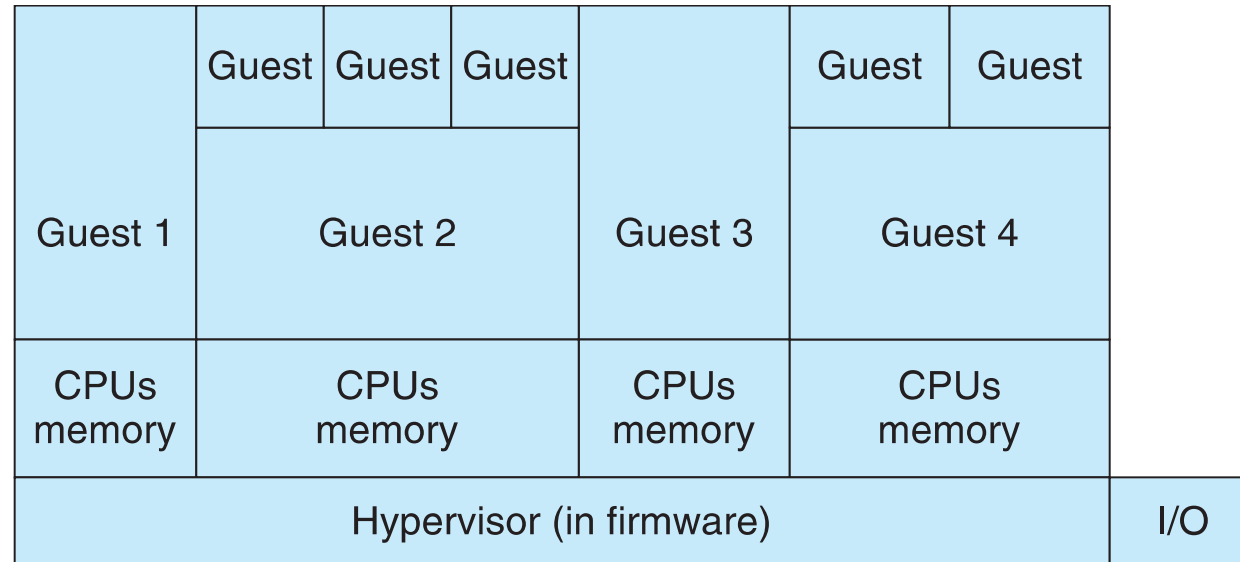 Guest Guest Guest Guest Guest
Guest 1 Guest 2 Guest 3 Guest 4
CPUs CPUs CPUs CPUs
memory memory memory memory
Hypervisor (in firmware) I/O